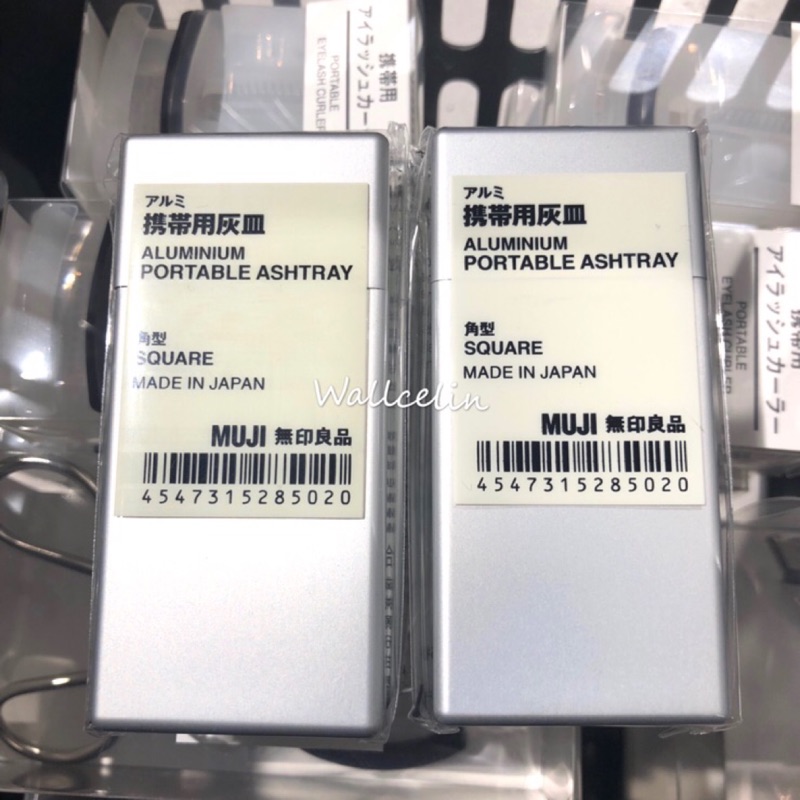 携帯用
アイラッシュカー
PORTABLE
EYELASH CURLER
アルミ
携帯用灰皿
ALUMINIUM
PORTABLE ASHTRAY
角型
SQUARE
MADE IN JAPAN
MUJI 無印良品
4547315285020
アルミ
携帯用灰皿
ALUMINIUM
PORTABLE ASHTRAY
角型
SQUARE
MADE IN JAPAN
MUJI 無印良品
4547315285020
Wallcelin
携帯用
アイラッシュカーラー
PORTABLE
EYELASH CURLER